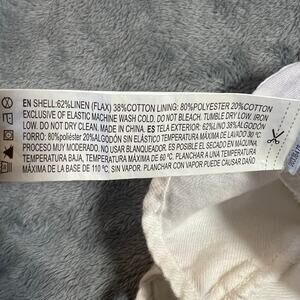 EN SHELL:62%LINEN (FLAX) 38%COTTON LINING: 80%POLYESTER 20%COTTON
EXCLUSIVE OF ELASTIC MACHINE WASH COLD. DO NOT BLEACH. TUMBLE DRY LOW. IRON
LOW. DO NOT DRY CLEAN. MADE IN CHINA. ES TELA EXTERIOR: 62%LINO 38%ALGODÓN
FORRO: 80%poliéster 20%ALGODÓN SIN ELÁSTICO TEMPERATURA MÁXIMA DE LAVADO 30 ºC
PROCESO MUY MODERADO. NO USAR BLANQUEADOR. ES POSIBLE EL SECADO EN MÁQUINA
TEMPERATURA BAJA, TEMPERATURA MÁXIMA DE 60 ºC. PLANCHAR A UNA TEMPERATURA
MÁXIMA DE LA BASE DE 110 ºC, SIN VAPOR. PLANCHAR CON VAPOR PUEDE CAUSAR DAÑO